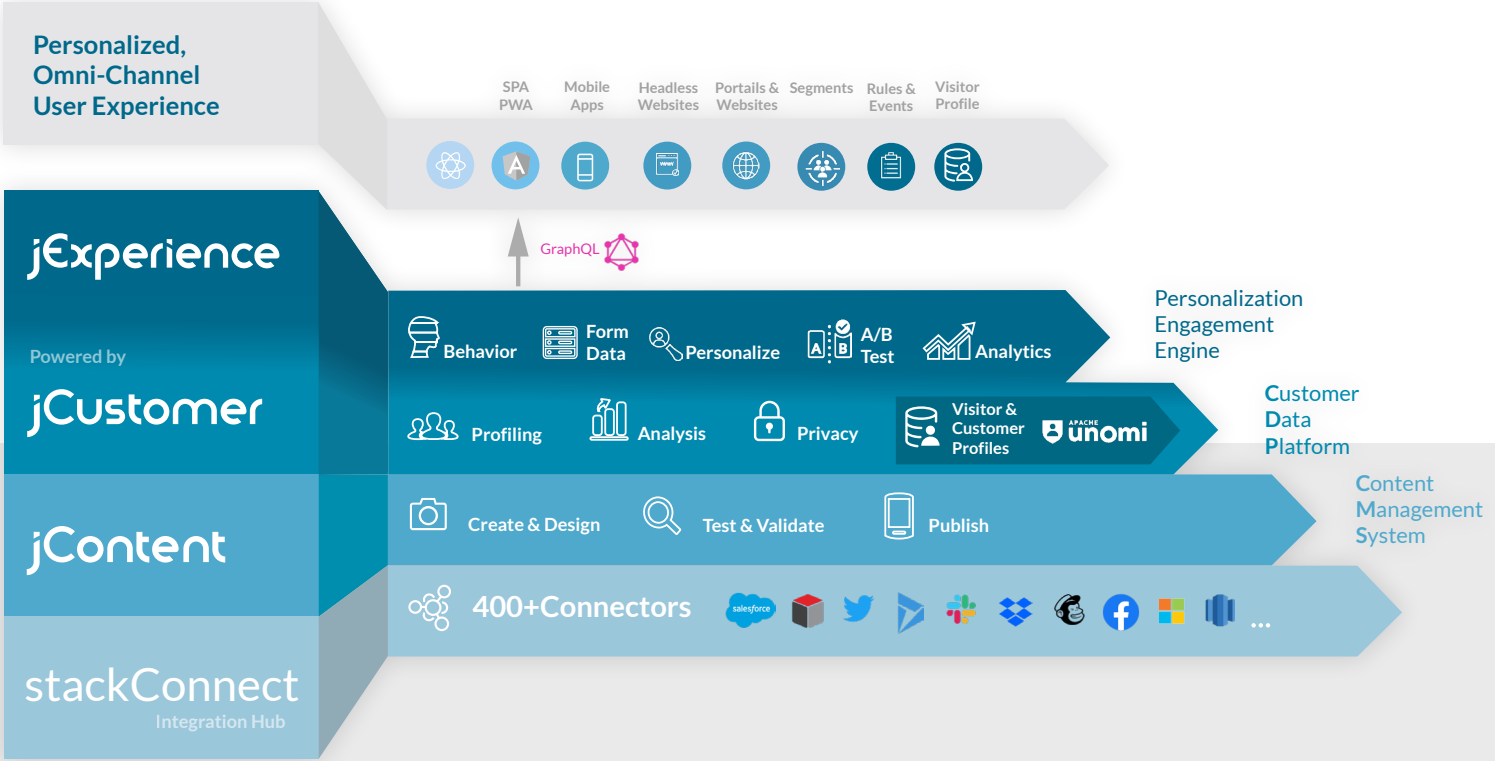 Personalized,
Omni-Channel
User Experience
SPA
PWA
Mobile
Apps
Headless
Websites
Portails &
Websites
Segments
Rules &
Events
Visitor
Profile
A
www
GraphQL
jExperience
Behavior
Form
Data
Personalize
A B
A/B
Test
Analytics
Personalization
Engagement
Engine
Powered by
jCustomer
Profiling
Analysis
Privacy
Visitor &
Customer
Profiles
APACHE
unomi
Customer
Data
Platform
jContent
Create & Design
Test & Validate
Publish
Content
Management
System
stackConnect
Integration Hub
400+Connectors
salesforce
...